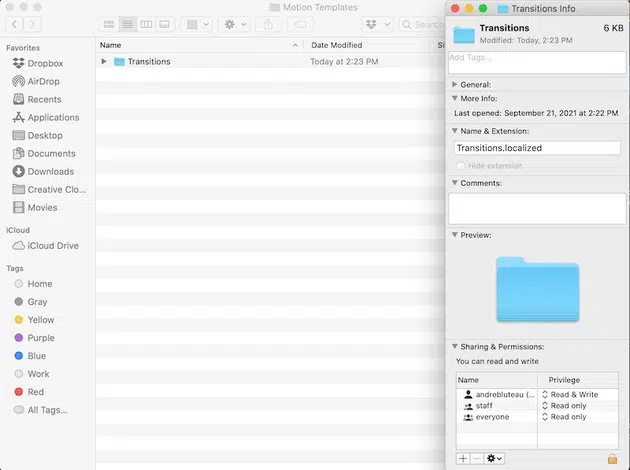 Motion Templates
Search
Favorites
Dropbox
AirDrop
Recents
Applications
Desktop
Documents
Downloads
Creative Clo...
Movies
iCloud
iCloud Drive
Tags
Home
Gray
Yellow
Purple
Blue
Work
Red
All Tags...
Name
Date Modified
Si
Transitions
Today at 2:23 PM
Transitions Info
Transitions 6 KB
Modified: Today, 2:23 PM
Add Tags...
General:
More Info:
Last opened: September 21, 2021 at 2:22 PM
Name & Extension:
Transitions.localized
Hide extension
Comments:
Preview:
Sharing & Permissions:
You can read and write
Name Privilege
andrebluteau (... Read & Write
staff Read only
everyone Read only